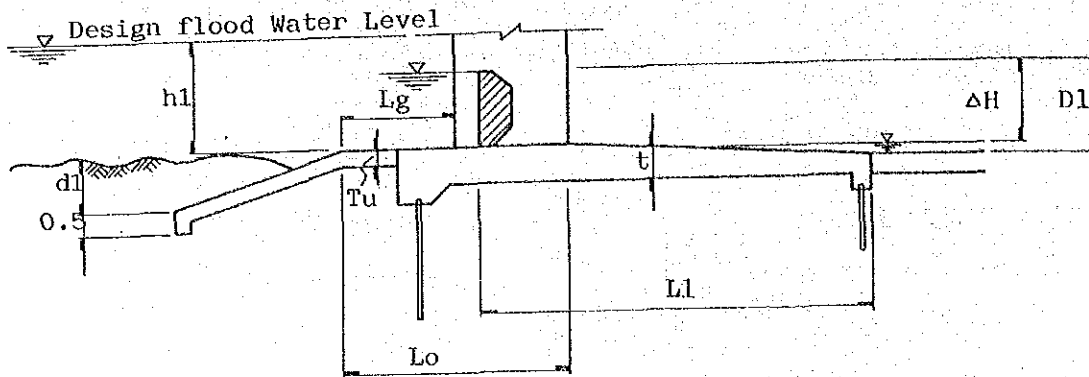 Design flood Water Level
h1
Lg
ΔH
D1
d1
Tu
t
0.5
L1
Lo